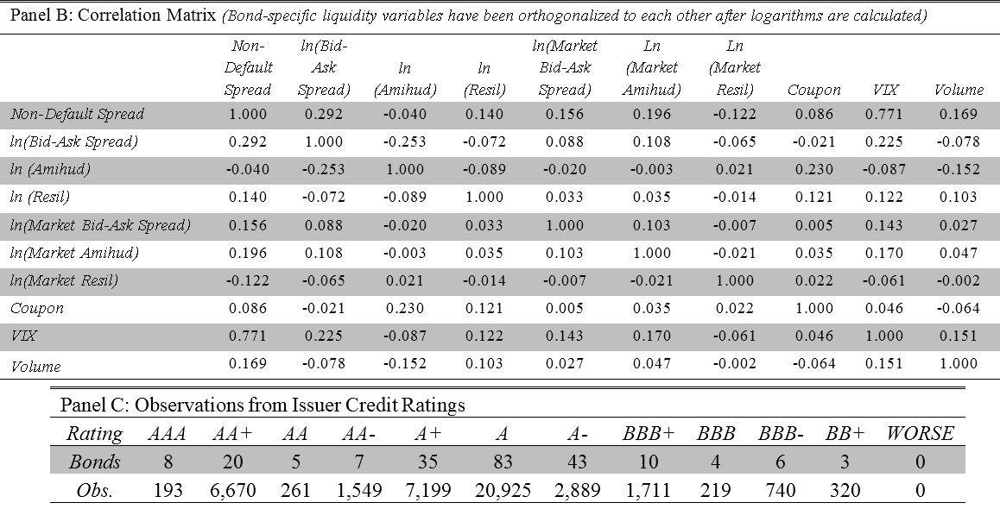 Panel B: Correlation Matrix (Bond-specific liquidity variables have been orthogonalized to each other after logarithms are calculated)
Non-Default Spread ln(Bid-Ask Spread) ln (Amihud) ln (Resil) ln(Market Bid-Ask Spread) Ln (Market Amihud) Ln (Market Resil) Coupon VIX Volume
Non-Default Spread 1.000 0.292 -0.040 0.140 0.156 0.196 -0.122 0.086 0.771 0.169
ln(Bid-Ask Spread) 0.292 1.000 -0.253 -0.072 0.088 0.108 -0.065 -0.021 0.225 -0.078
ln (Amihud) -0.040 -0.253 1.000 -0.089 -0.020 -0.003 0.021 0.230 -0.087 -0.152
ln (Resil) 0.140 -0.072 -0.089 1.000 0.033 0.035 -0.014 0.121 0.122 0.103
ln(Market Bid-Ask Spread) 0.156 0.088 -0.020 0.033 1.000 0.103 -0.007 0.005 0.143 0.027
ln(Market Amihud) 0.196 0.108 -0.003 0.035 0.103 1.000 -0.021 0.035 0.170 0.047
ln(Market Resil) -0.122 -0.065 0.021 -0.014 -0.007 -0.021 1.000 0.022 -0.061 -0.002
Coupon 0.086 -0.021 0.230 0.121 0.005 0.035 0.022 1.000 0.046 -0.064
VIX 0.771 0.225 -0.087 0.122 0.143 0.170 -0.061 0.046 1.000 0.151
Volume 0.169 -0.078 -0.152 0.103 0.027 0.047 -0.002 -0.064 0.151 1.000
Panel C: Observations from Issuer Credit Ratings
Rating AAA AA+ AA AA- A+ A A- BBB+ BBB BBB- BB+ WORSE
Bonds 8 20 5 7 35 83 43 10 4 6 3 0
Obs. 193 6,670 261 1,549 7,199 20,925 2,889 1,711 219 740 320 0